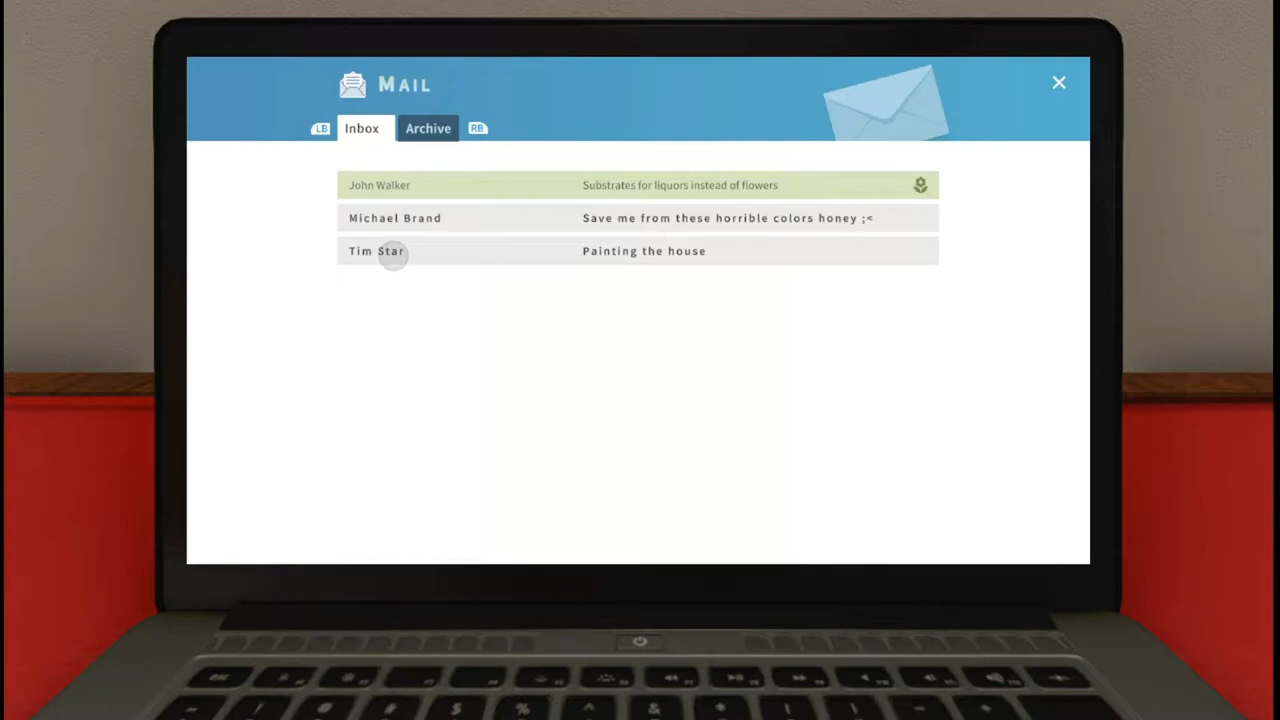 MAIL
LB Inbox Archive RB
John Walker Substrates for liquors instead of flowers
Michael Brand Save me from these horrible colors honey ;<
Tim Star Painting the house